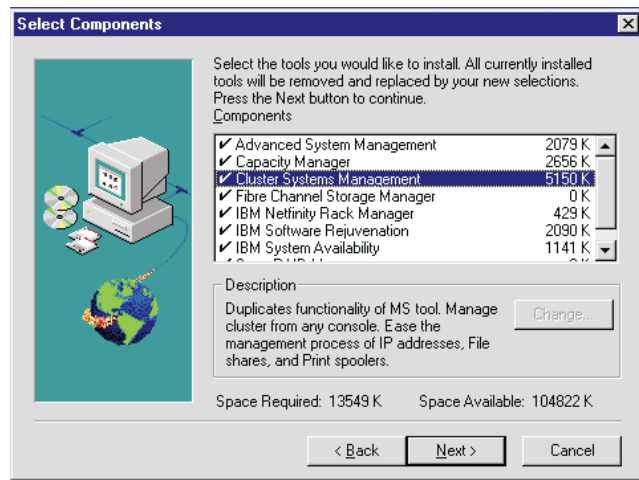 Select Components
Select the tools you would like to install. All currently installed
tools will be removed and replaced by your new selections.
Press the Next button to continue.
Components
Advanced System Management 2079 K
Capacity Manager 2656 K
Cluster Systems Management 5150 K
Fibre Channel Storage Manager 0 K
IBM Netfinity Rack Manager 429 K
IBM Software Rejuvenation 2090 K
IBM System Availability 1141 K
Description
Duplicates functionality of MS tool. Manage
cluster from any console. Ease the
management process of IP addresses, File
shares, and Print spoolers.
Change...
Space Required: 13549 K Space Available: 104822 K
< Back Next > Cancel